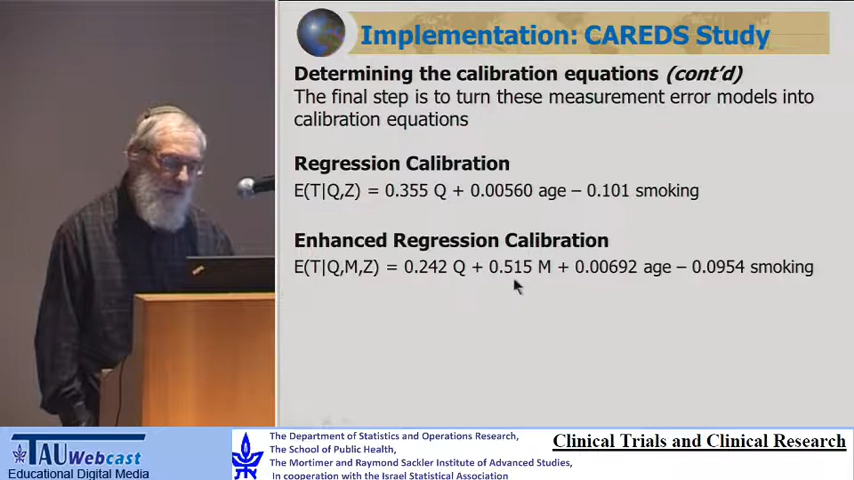 Implementation: CAREDS Study
Determining the calibration equations (cont'd)
The final step is to turn these measurement error models into
calibration equations
Regression Calibration
E(T|Q,Z) = 0.355 Q + 0.00560 age – 0.101 smoking
Enhanced Regression Calibration
E(T|Q,M,Z) = 0.242 Q + 0.515 M + 0.00692 age – 0.0954 smoking
TAU Webcast
Educational Digital Media
The Department of Statistics and Operations Research,
The School of Public Health,
The Mortimer and Raymond Sackler Institute of Advanced Studies,
In cooperation with the Israel Statistical Association
Clinical Trials and Clinical Research